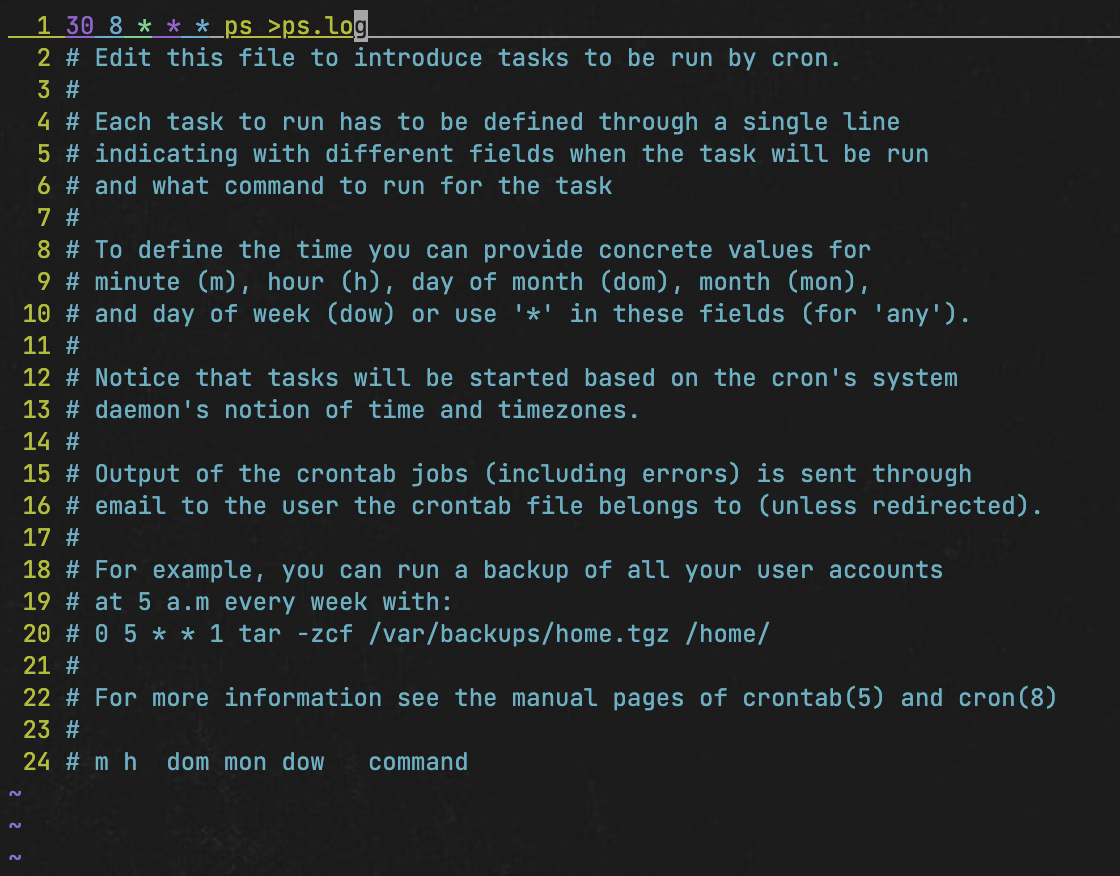 1 30 8 * * * ps >ps.log
2 # Edit this file to introduce tasks to be run by cron.
3 #
4 # Each task to run has to be defined through a single line
5 # indicating with different fields when the task will be run
6 # and what command to run for the task
7 #
8 # To define the time you can provide concrete values for
9 # minute (m), hour (h), day of month (dom), month (mon),
10 # and day of week (dow) or use '*' in these fields (for 'any').
11 #
12 # Notice that tasks will be started based on the cron's system
13 # daemon's notion of time and timezones.
14 #
15 # Output of the crontab jobs (including errors) is sent through
16 # email to the user the crontab file belongs to (unless redirected).
17 #
18 # For example, you can run a backup of all your user accounts
19 # at 5 a.m every week with:
20 # 0 5 * * 1 tar -zcf /var/backups/home.tgz /home/
21 #
22 # For more information see the manual pages of crontab(5) and cron(8)
23 #
24 # m h  dom mon dow   command
~
~
~